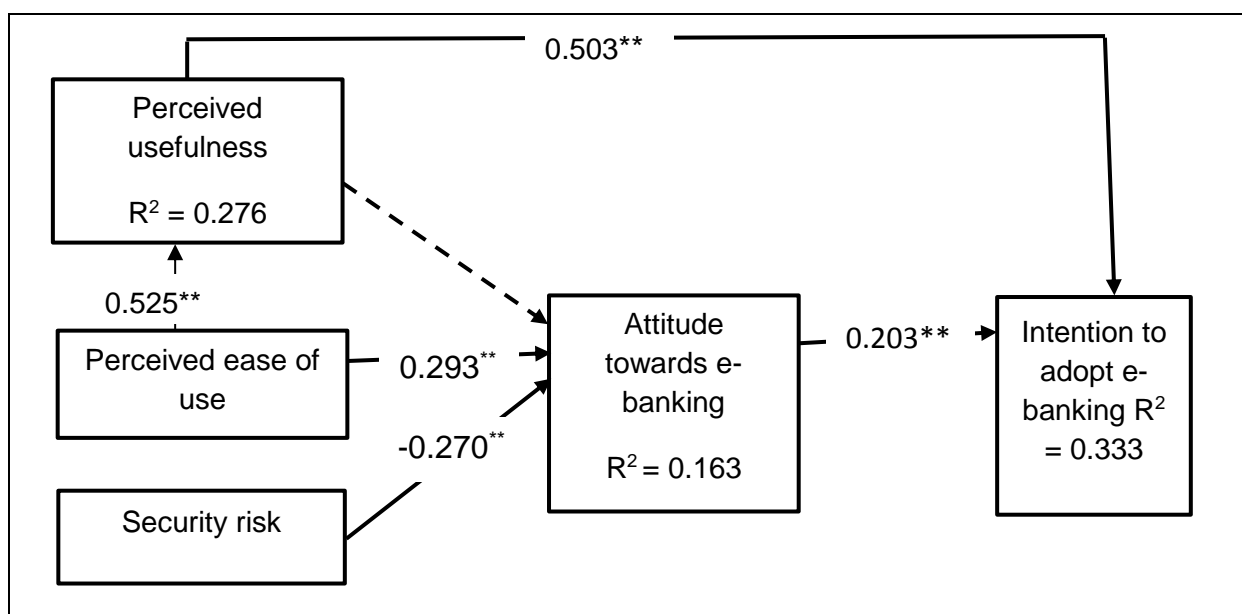 0.503**
Perceived
usefulness
R² = 0.276
0.525**
Perceived ease of
use
0.293**
-0.270**
Security risk
Attitude
towards e-
banking
R² = 0.163
0.203**
Intention to
adopt e-
banking R²
= 0.333